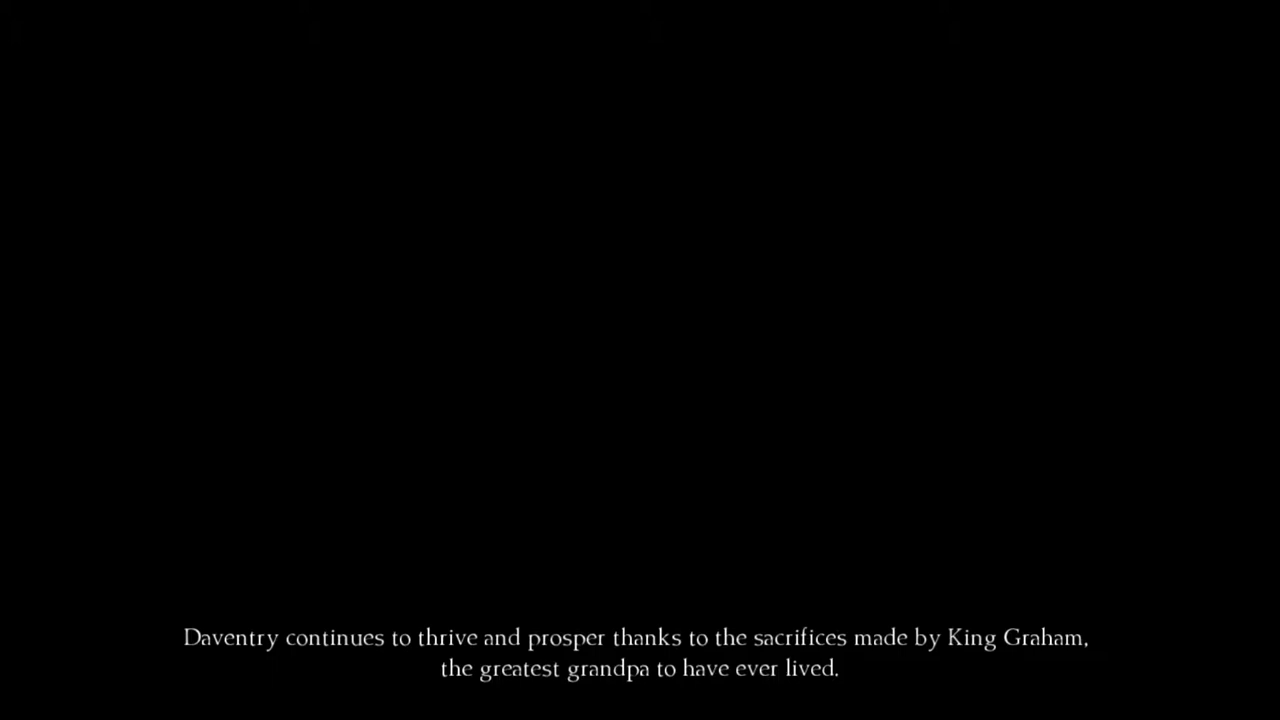 Daventry continues to thrive and prosper thanks to the sacrifices made by King Graham,
the greatest grandpa to have ever lived.